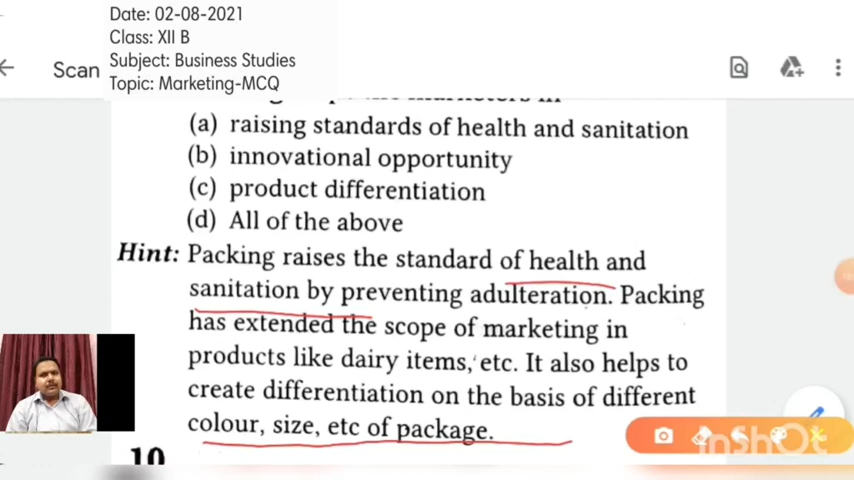 Date: 02-08-2021
Class: XII B
Subject: Business Studies
Topic: Marketing-MCQ
Scan
(a) raising standards of health and sanitation
(b) innovational opportunity
(c) product differentiation
(d) All of the above
Hint: Packing raises the standard of health and
sanitation by preventing adulteration. Packing
has extended the scope of marketing in
products like dairy items, etc. It also helps to
create differentiation on the basis of different
colour, size, etc of package.
10
InShOt